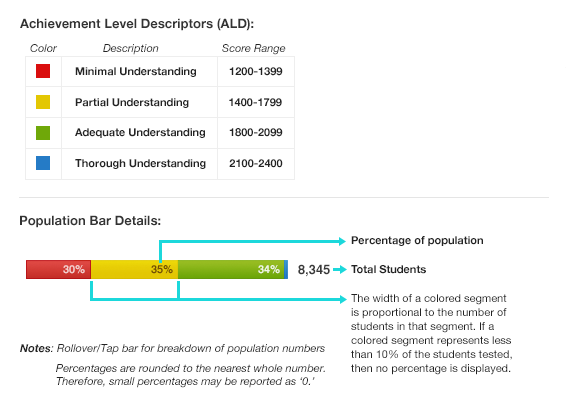 Achievement Level Descriptors (ALD):
Color Description Score Range
Minimal Understanding 1200-1399
Partial Understanding 1400-1799
Adequate Understanding 1800-2099
Thorough Understanding 2100-2400
Population Bar Details:
Percentage of population
30% 35% 34% 8,345 Total Students
The width of a colored segment
is proportional to the number of
students in that segment. If a
colored segment represents less
than 10% of the students tested,
then no percentage is displayed.
Notes: Rollover/Tap bar for breakdown of population numbers
Percentages are rounded to the nearest whole number.
Therefore, small percentages may be reported as ‘0.’